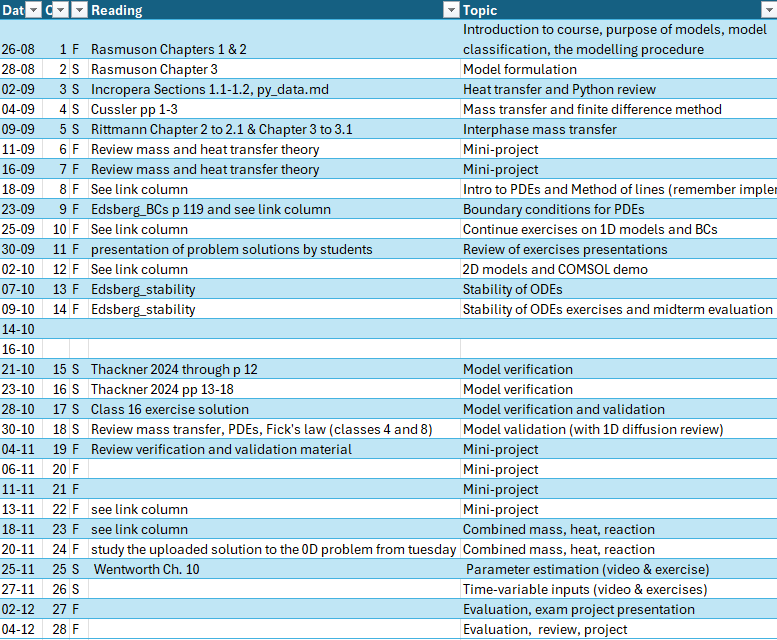 Dat C Reading Topic
26-08 1 F Rasmuson Chapters 1 & 2 Introduction to course, purpose of models, model
classification, the modelling procedure
28-08 2 S Rasmuson Chapter 3 Model formulation
02-09 3 S Incropera Sections 1.1-1.2, py_data.md Heat transfer and Python review
04-09 4 S Cussler pp 1-3 Mass transfer and finite difference method
09-09 5 S Rittmann Chapter 2 to 2.1 & Chapter 3 to 3.1 Interphase mass transfer
11-09 6 F Review mass and heat transfer theory Mini-project
16-09 7 F Review mass and heat transfer theory Mini-project
18-09 8 F See link column Intro to PDEs and Method of lines (remember imple
23-09 9 F Edsberg_BCs p 119 and see link column Boundary conditions for PDEs
25-09 10 F See link column Continue exercises on 1D models and BCs
30-09 11 F presentation of problem solutions by students Review of exercises presentations
02-10 12 F See link column 2D models and COMSOL demo
07-10 13 F Edsberg_stability Stability of ODEs
09-10 14 F Edsberg_stability Stability of ODEs exercises and midterm evaluation
14-10
16-10
21-10 15 S Thackner 2024 through p 12 Model verification
23-10 16 S Thackner 2024 pp 13-18 Model verification
28-10 17 S Class 16 exercise solution Model verification and validation
30-10 18 S Review mass transfer, PDEs, Fick's law (classes 4 and 8) Model validation (with 1D diffusion review)
04-11 19 F Review verification and validation material Mini-project
06-11 20 F Mini-project
11-11 21 F Mini-project
13-11 22 F see link column Mini-project
18-11 23 F see link column Combined mass, heat, reaction
20-11 24 F study the uploaded solution to the 0D problem from tuesday Combined mass, heat, reaction
25-11 25 S Wentworth Ch. 10 Parameter estimation (video & exercise)
27-11 26 S Time-variable inputs (video & exercises)
02-12 27 F Evaluation, exam project presentation
04-12 28 F Evaluation, review, project